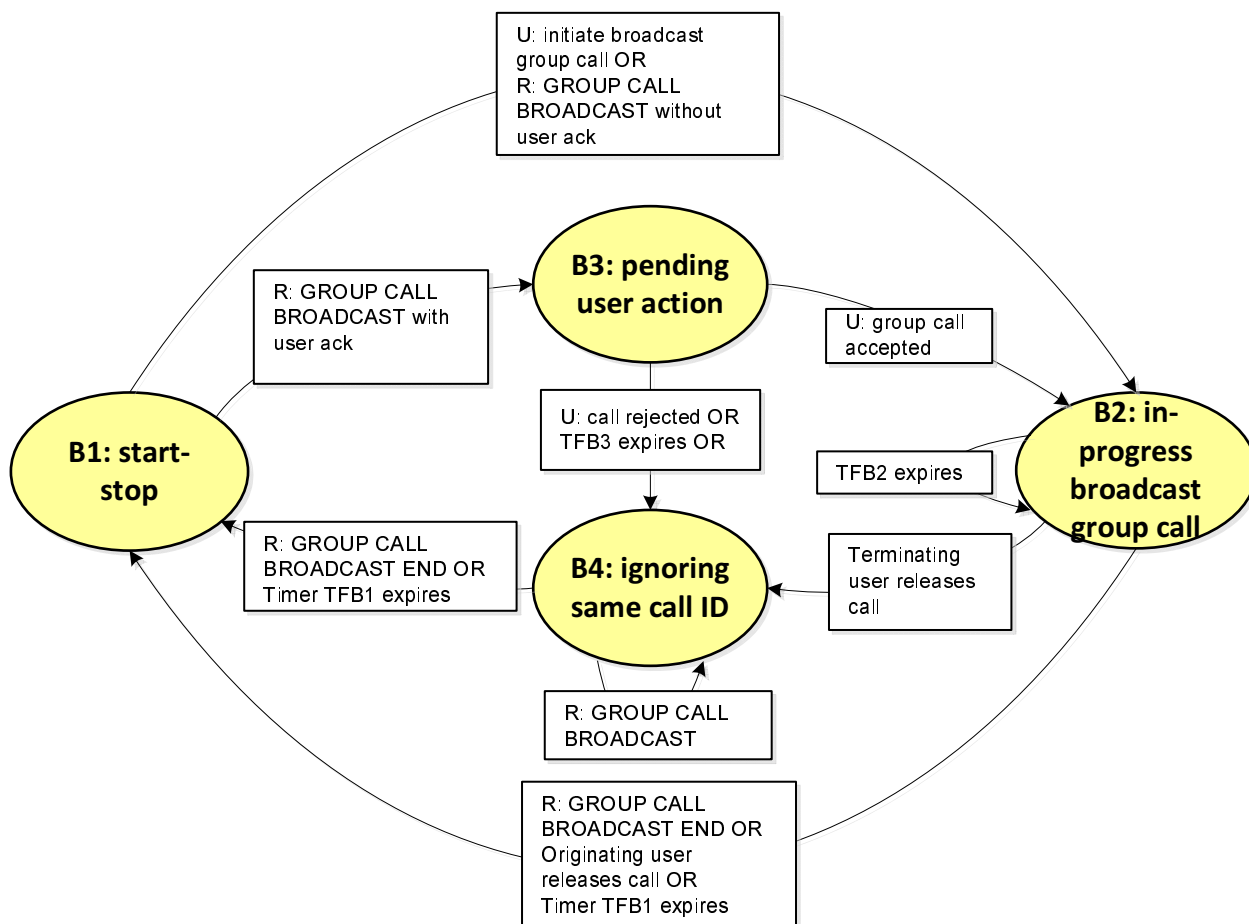 U: initiate broadcast
group call OR
R: GROUP CALL
BROADCAST without
user ack
B3: pending
user action
R: GROUP CALL
BROADCAST with
user ack
U: group call
accepted
B1: start-
stop
U: call rejected OR
TFB3 expires OR
B2: in-
progress
broadcast
group call
TFB2 expires
R: GROUP CALL
BROADCAST END OR
Timer TFB1 expires
B4: ignoring
same call ID
Terminating
user releases
call
R: GROUP CALL
BROADCAST
R: GROUP CALL
BROADCAST END OR
Originating user
releases call OR
Timer TFB1 expires